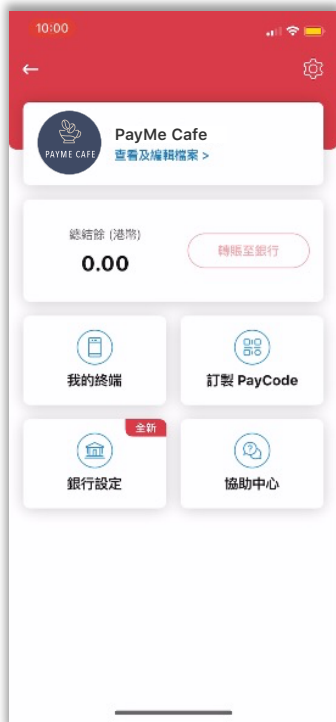 10:00
PAYME CAFE
PayMe Cafe
查看及編輯檔案 >
總結餘 (港幣)
0.00
轉賬至銀行
我的終端
訂製 PayCode
全新
銀行設定
協助中心